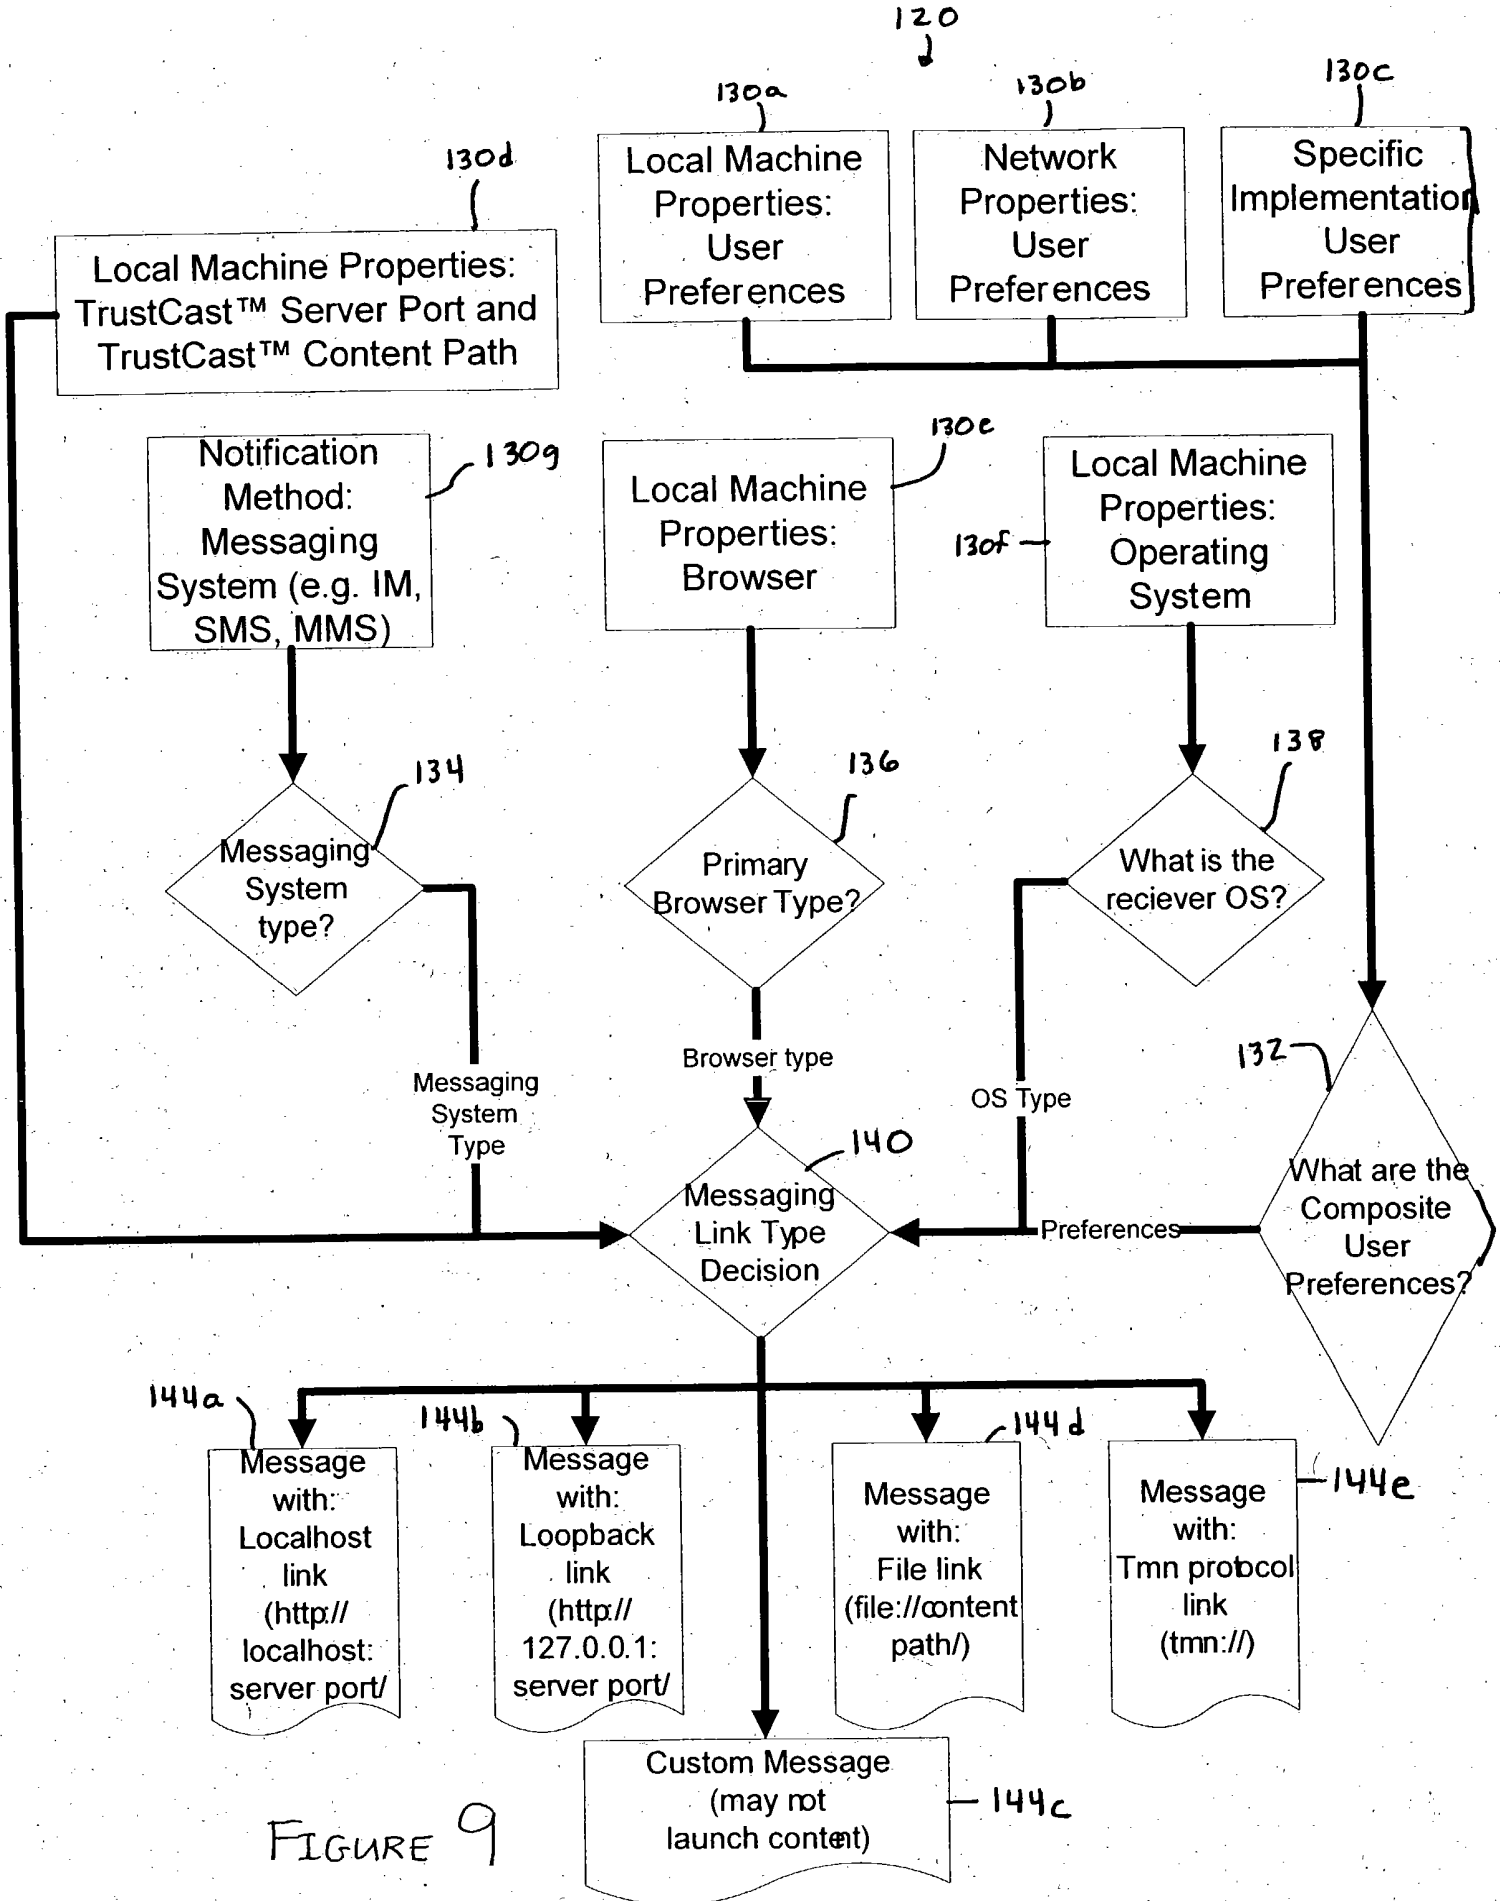 120
130a
130b
130c
130d
Local Machine
Properties:
User
Preferences
Network
Properties:
User
Preferences
Specific
Implementation
User
Preferences
Local Machine Properties:
TrustCast™ Server Port and
TrustCast™ Content Path
Notification
Method:
Messaging
System (e.g. IM,
SMS, MMS)
130g
Local Machine
Properties:
Browser
130e
Local Machine
Properties:
Operating
System
130f
134
Messaging
System
type?
136
Primary
Browser Type?
138
What is the
reciever OS?
Messaging
System
Type
Browser type
OS Type
132
What are the
Composite
User
Preferences?
140
Messaging
Link Type
Decision
Preferences
144a
Message
with:
Localhost
link
(http://
localhost:
server port/
144b
Message
with:
Loopback
link
(http://
127.0.0.1:
server port/
144d
Message
with:
File link
(file://content
path/)
144e
Message
with:
Tmn protocol
link
(tmn://)
Custom Message
(may not
launch content)
144c
FIGURE 9